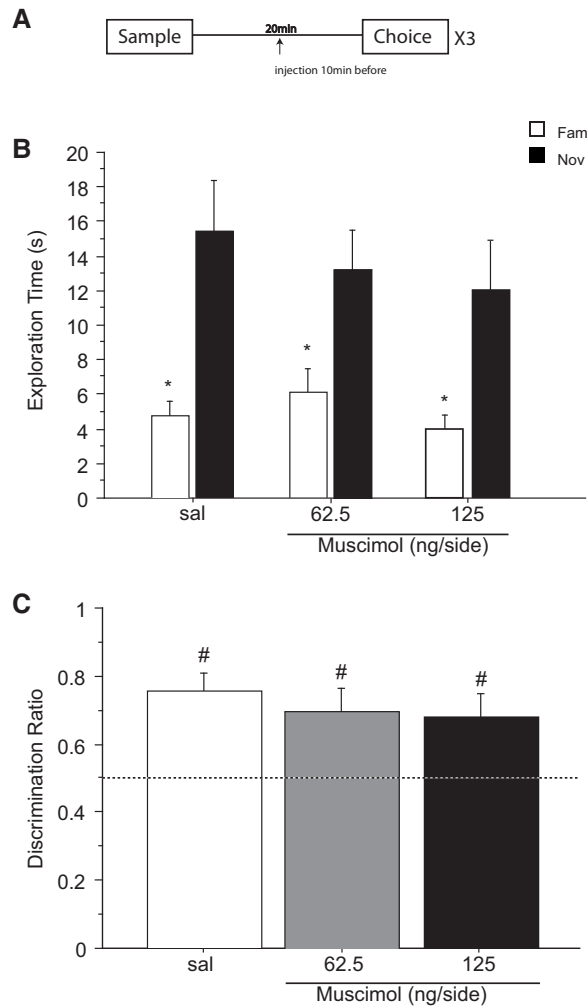 A
Sample
20min
Choice
X3
injection 10min before
Fam
Nov
B
20
18
16
14
12
10
8
6
4
2
0
Exploration Time (s)
*
*
*
sal
62.5
125
Muscimol (ng/side)
C
1
0.8
0.6
0.4
0.2
0
Discrimination Ratio
#
#
#
sal
62.5
125
Muscimol (ng/side)